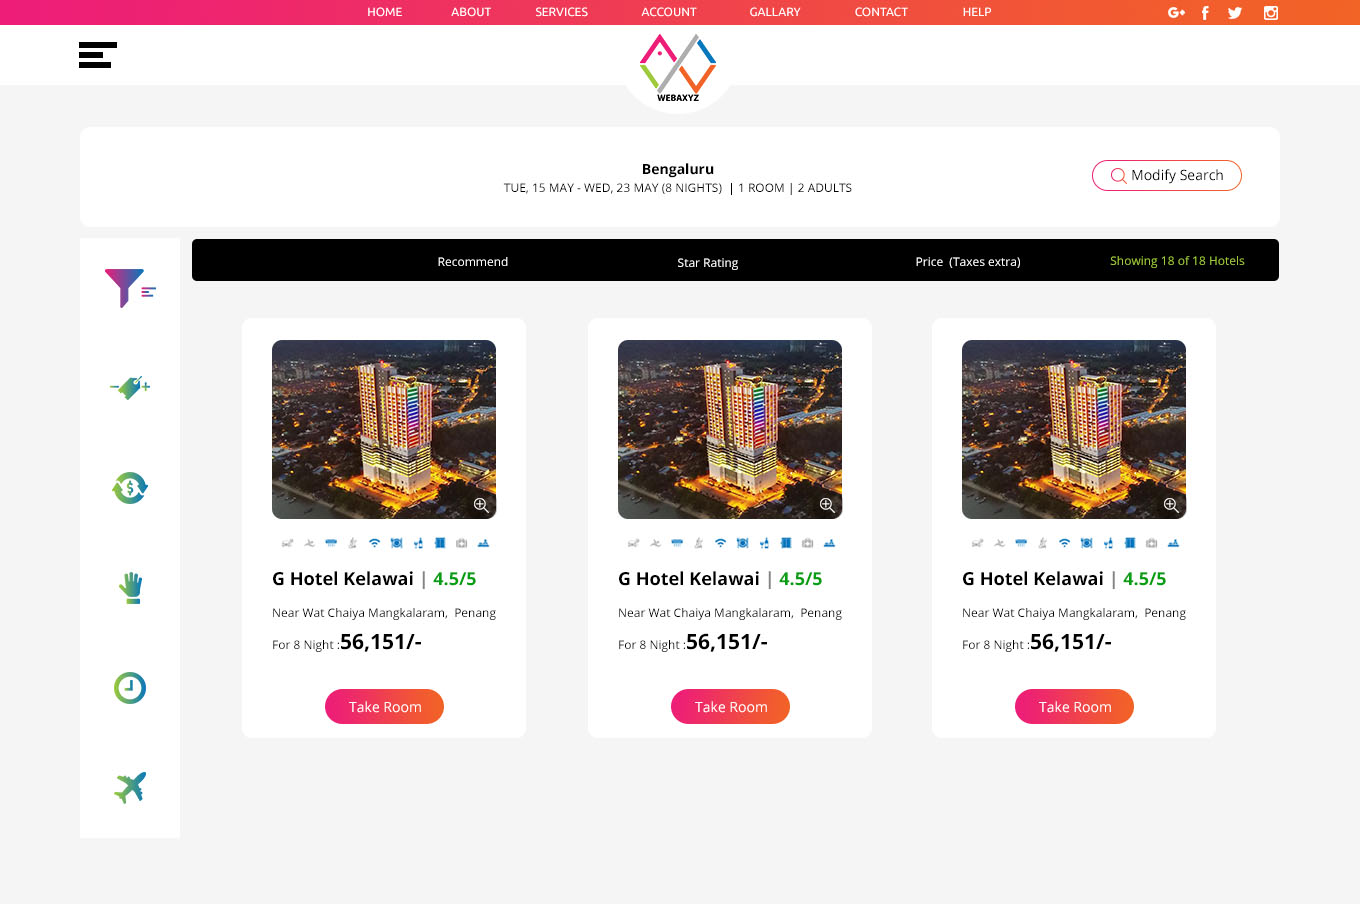 HOME ABOUT SERVICES ACCOUNT GALLARY CONTACT HELP G+
WEBAXYZ
Bengaluru
TUE, 15 MAY - WED, 23 MAY (8 NIGHTS) | 1 ROOM | 2 ADULTS
Modify Search
Recommend Star Rating Price (Taxes extra) Showing 18 of 18 Hotels
G Hotel Kelawai | 4.5/5
Near Wat Chaiya Mangkalaram, Penang
For 8 Night :56,151/-
Take Room
G Hotel Kelawai | 4.5/5
Near Wat Chaiya Mangkalaram, Penang
For 8 Night :56,151/-
Take Room
G Hotel Kelawai | 4.5/5
Near Wat Chaiya Mangkalaram, Penang
For 8 Night :56,151/-
Take Room